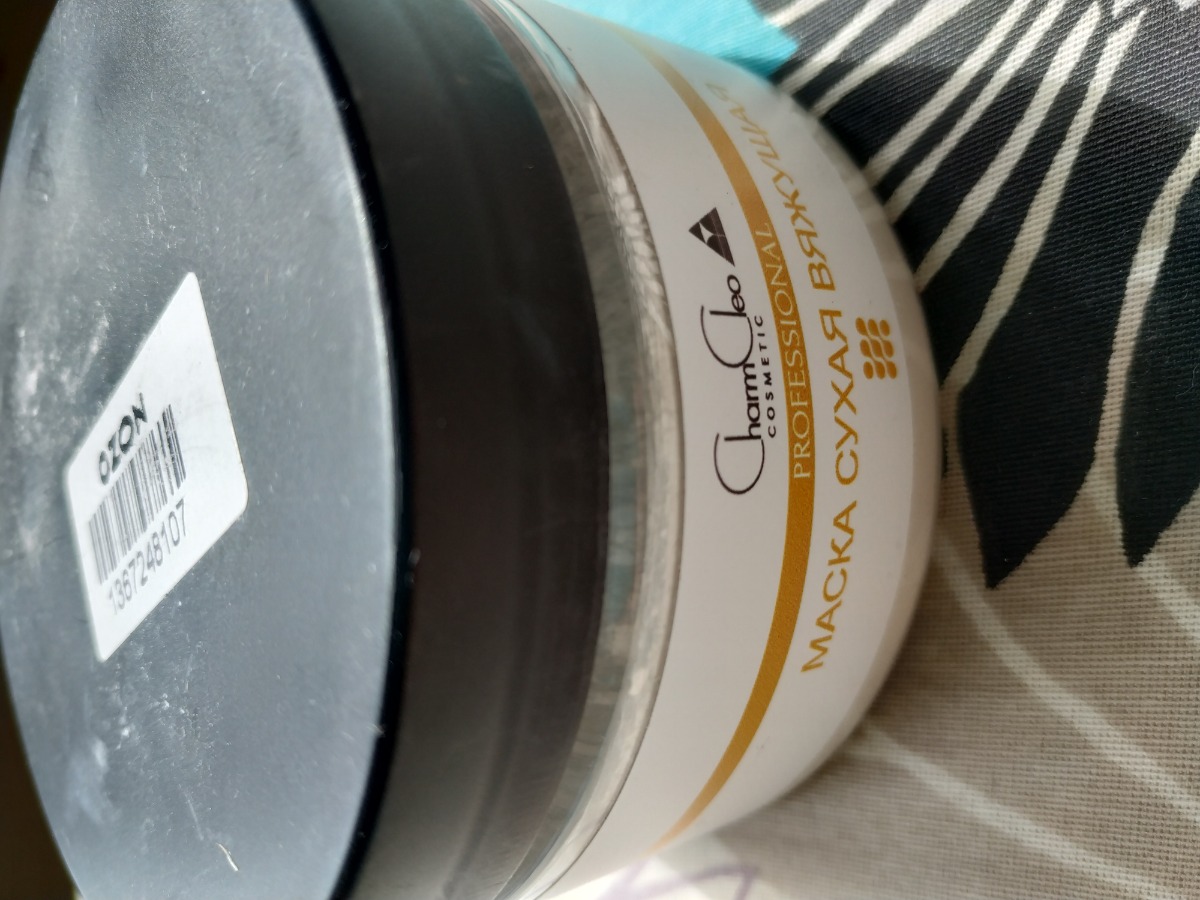 OZON
1367248107
CharmCleo
COSMETIC
PROFESSIONAL
МАСКА СУХАЯ ВЯЖУЩАЯ